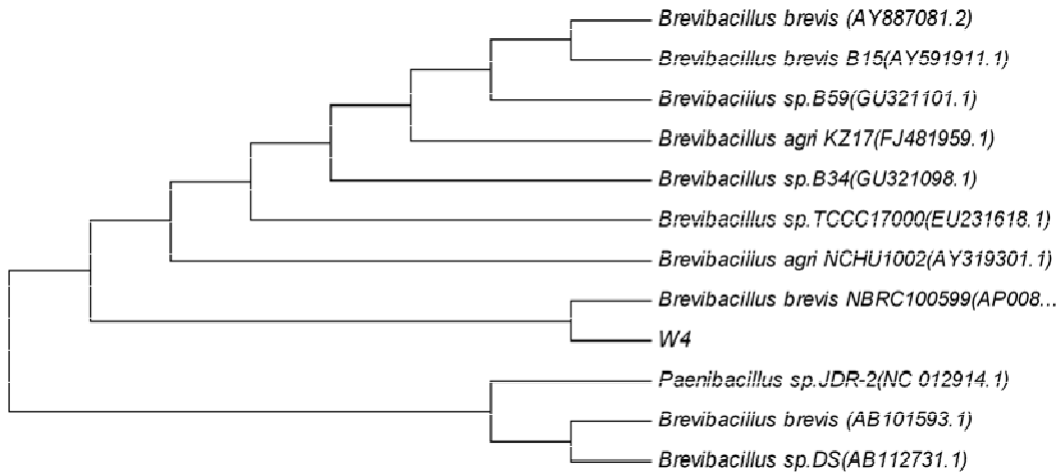 Brevibacillus brevis (AY887081.2)
Brevibacillus brevis B15(AY591911.1)
Brevibacillus sp.B59(GU321101.1)
Brevibacillus agri KZ17(FJ481959.1)
Brevibacillus sp.B34(GU321098.1)
Brevibacillus sp.TCCC17000(EU231618.1)
Brevibacillus agri NCHU1002(AY319301.1)
Brevibacillus brevis NBRC100599(AP008...
W4
Paenibacillus sp.JDR-2(NC 012914.1)
Brevibacillus brevis (AB101593.1)
Brevibacillus sp.DS(AB112731.1)